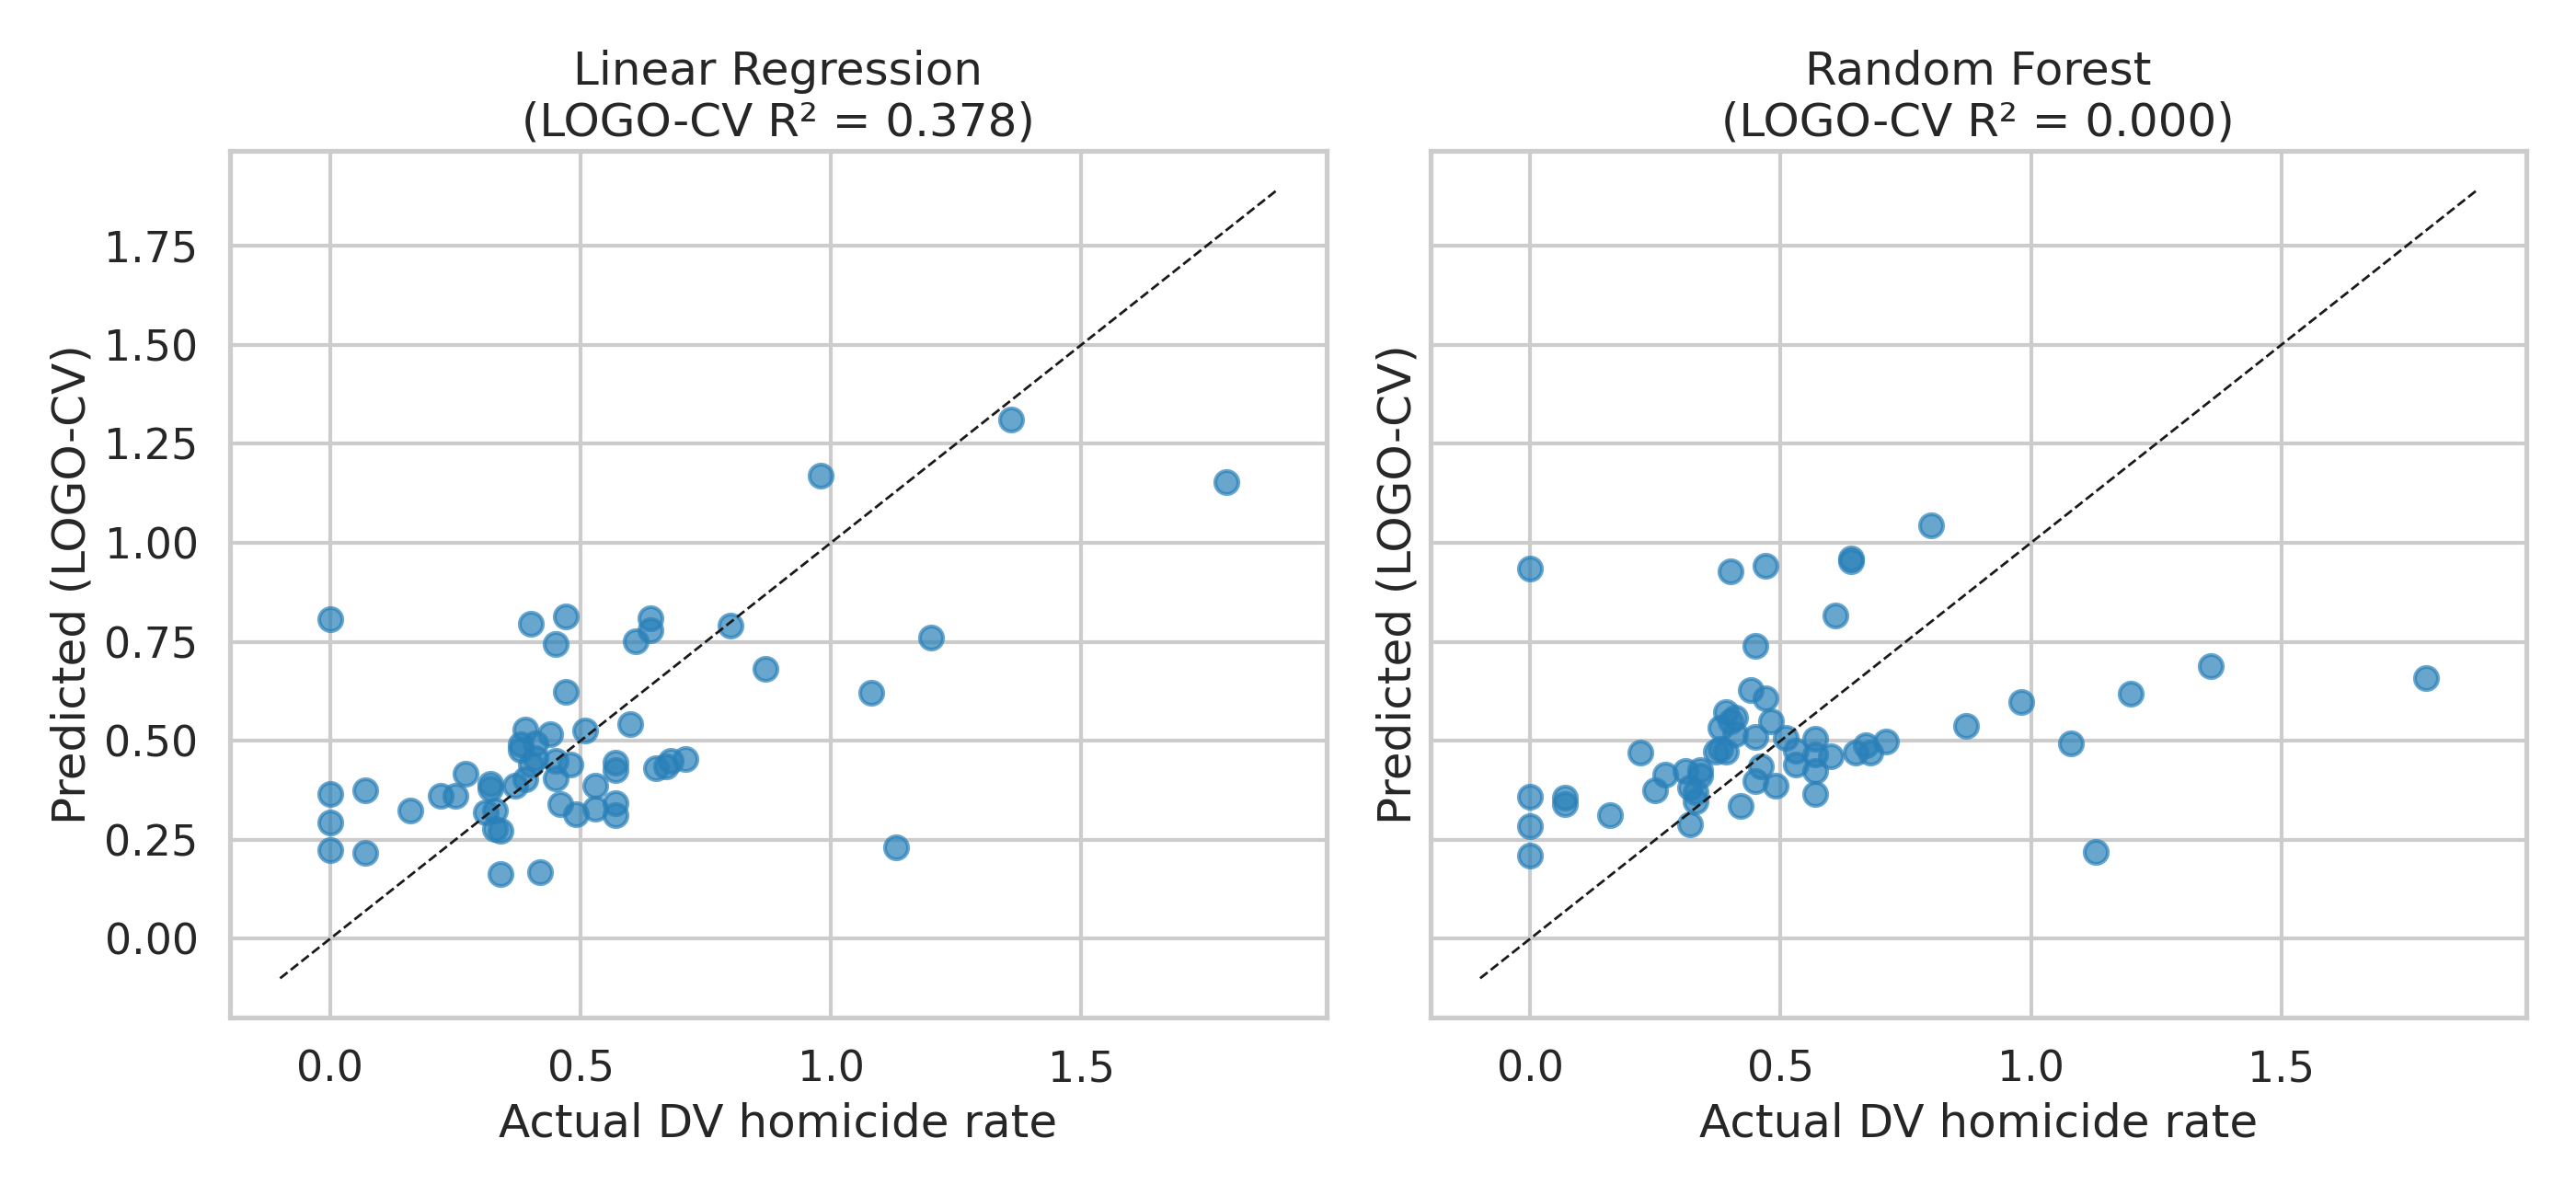 Linear Regression
(LOGO-CV R² = 0.378)
Random Forest
(LOGO-CV R² = 0.000)
Predicted (LOGO-CV)
1.75
1.50
1.25
1.00
0.75
0.50
0.25
0.00
0.0 0.5 1.0 1.5
Actual DV homicide rate
Predicted (LOGO-CV)
0.0 0.5 1.0 1.5
Actual DV homicide rate